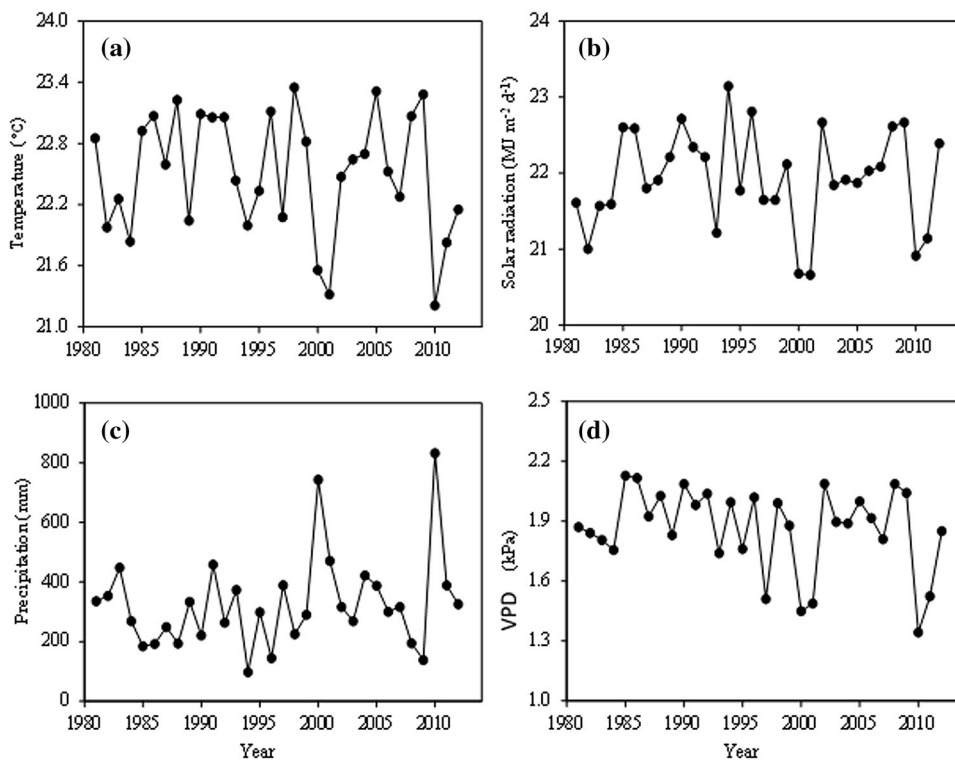 (a)
Temperature (°C)
24.0
23.4
22.8
22.2
21.6
21.0
1980 1985 1990 1995 2000 2005 2010
(b)
Solar radiation (MJ m⁻² d⁻¹)
24
23
22
21
20
1980 1985 1990 1995 2000 2005 2010
(c)
Precipitation (mm)
1000
800
600
400
200
0
1980 1985 1990 1995 2000 2005 2010
Year
(d)
VPD (kPa)
2.5
2.2
1.9
1.6
1.3
1.0
1980 1985 1990 1995 2000 2005 2010
Year